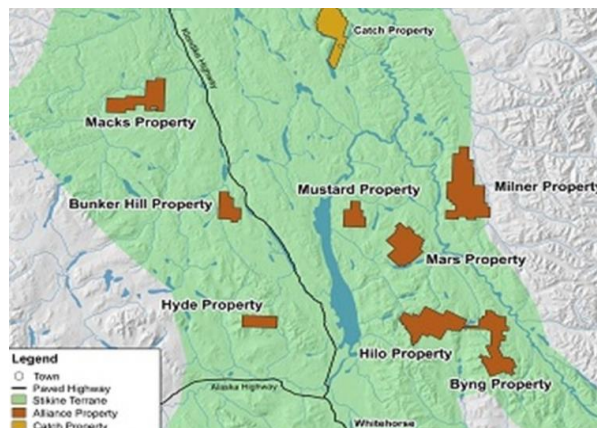 Klondike Highway
Catch Property
Macks Property
Bunker Hill Property
Mustard Property
Milner Property
Mars Property
Hyde Property
Hilo Property
Byng Property
Alaska Highway
Whitehorse
Legend
Town
Paved Highway
Stikine Terrane
Alliance Property
Catch Property